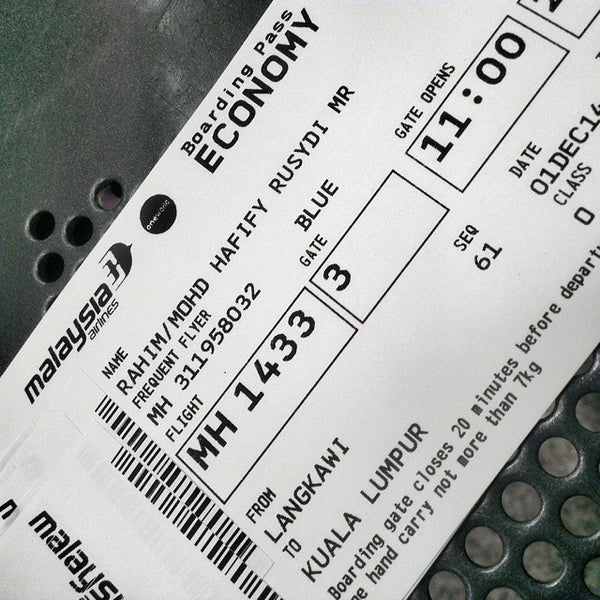 Boarding Pass
ECONOMY
malaysia
airlines
oneworld
NAME
RAHIM/MOHD HAFIFY RUSYDI MR
FREQUENT FLYER
MH 311958032 BLUE
FLIGHT
MH 1433
GATE
3
GATE OPENS
11:00
FROM
LANGKAWI
TO
KUALA LUMPUR
SEQ
61
DATE
01DEC14
CLASS
O
Boarding gate closes 20 minutes before
hand carry not more than 7kg
malaysia